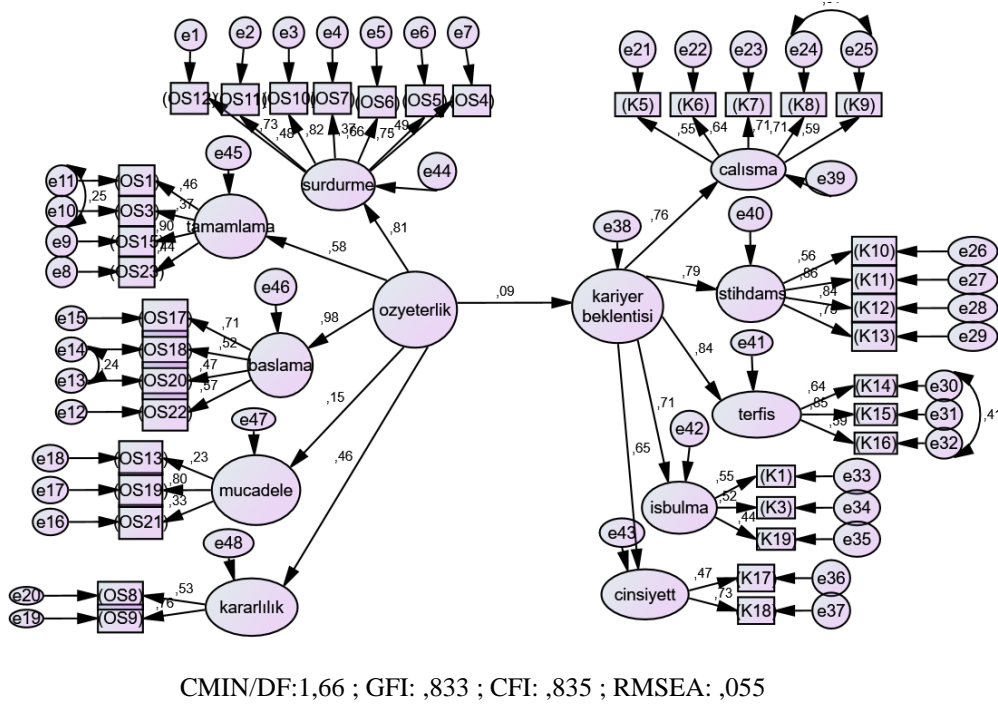 e1 e2 e3 e4 e5 e6 e7
(OS12) (OS11) (OS10) (OS7) (OS6) (OS5) (OS4)
,73 ,48 ,82 ,37 ,66 ,75 ,49
surdurme
e44
e21 e22 e23 e24 e25
(K5) (K6) (K7) (K8) (K9)
,55 ,64 ,71 ,71 ,59
calısma
e39
e45
e11 (OS1) ,46
,25
e10 (OS3) ,37
e9 (OS15) ,90
e8 (OS23) ,44
tamamlama
,81
,58
e38
,76
e40
ozyeterlik
,09
kariyer
beklentisi
,79
stihdams
,56 (K10) e26
,86 (K11) e27
,84 (K12) e28
(K13) e29
e46
e15 (OS17) ,71
e14 (OS18) ,52
,24
e13 (OS20) ,47
e12 (OS22) ,57
baslama
,98
,84
e41
terfis
,64 (K14) e30
,85 (K15) e31
,59 (K16) e32
,15
,46
e47
e18 (OS13) ,23
e17 (OS19) ,80
e16 (OS21) ,33
mucadele
,71
,65
e42
isbulma
,55 (K1) e33
,52 (K3) e34
,44 (K19) e35
e48
e20 (OS8) ,53
e19 (OS9) ,76
kararlılık
e43
cinsiyett
,47 (K17) e36
,73 (K18) e37
CMIN/DF:1,66 ; GFI: ,833 ; CFI: ,835 ; RMSEA: ,055